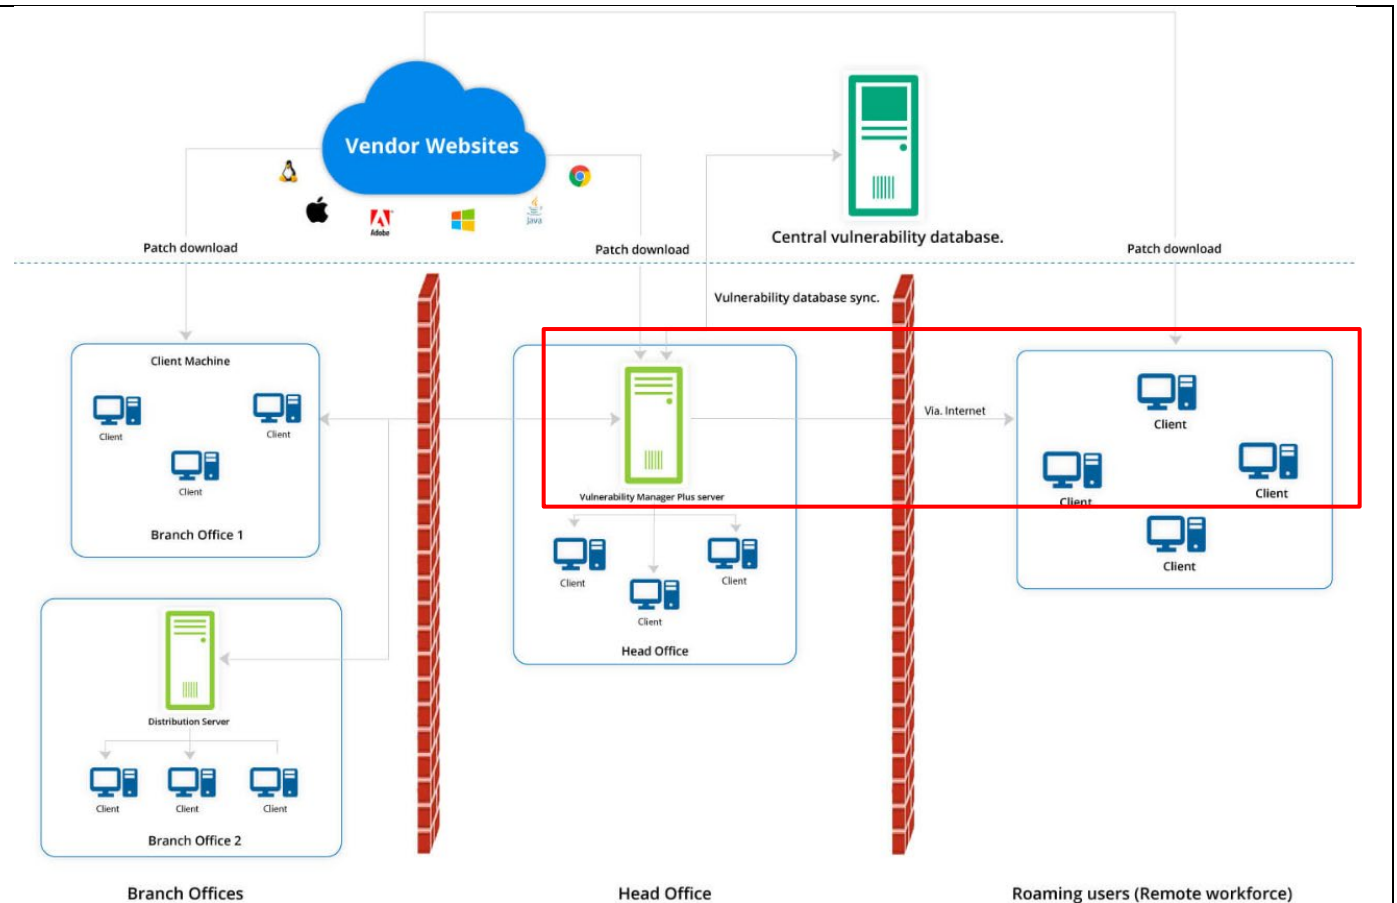 Vendor Websites
Adobe
Java
Central vulnerability database.
Patch download
Patch download
Patch download
Vulnerability database sync.
Client Machine
Client
Client
Client
Branch Office 1
Vulnerability Manager Plus server
Client
Client
Client
Head Office
Via. Internet
Client
Client
Client
Client
Distribution Server
Client
Client
Client
Branch Office 2
Branch Offices
Head Office
Roaming users (Remote workforce)